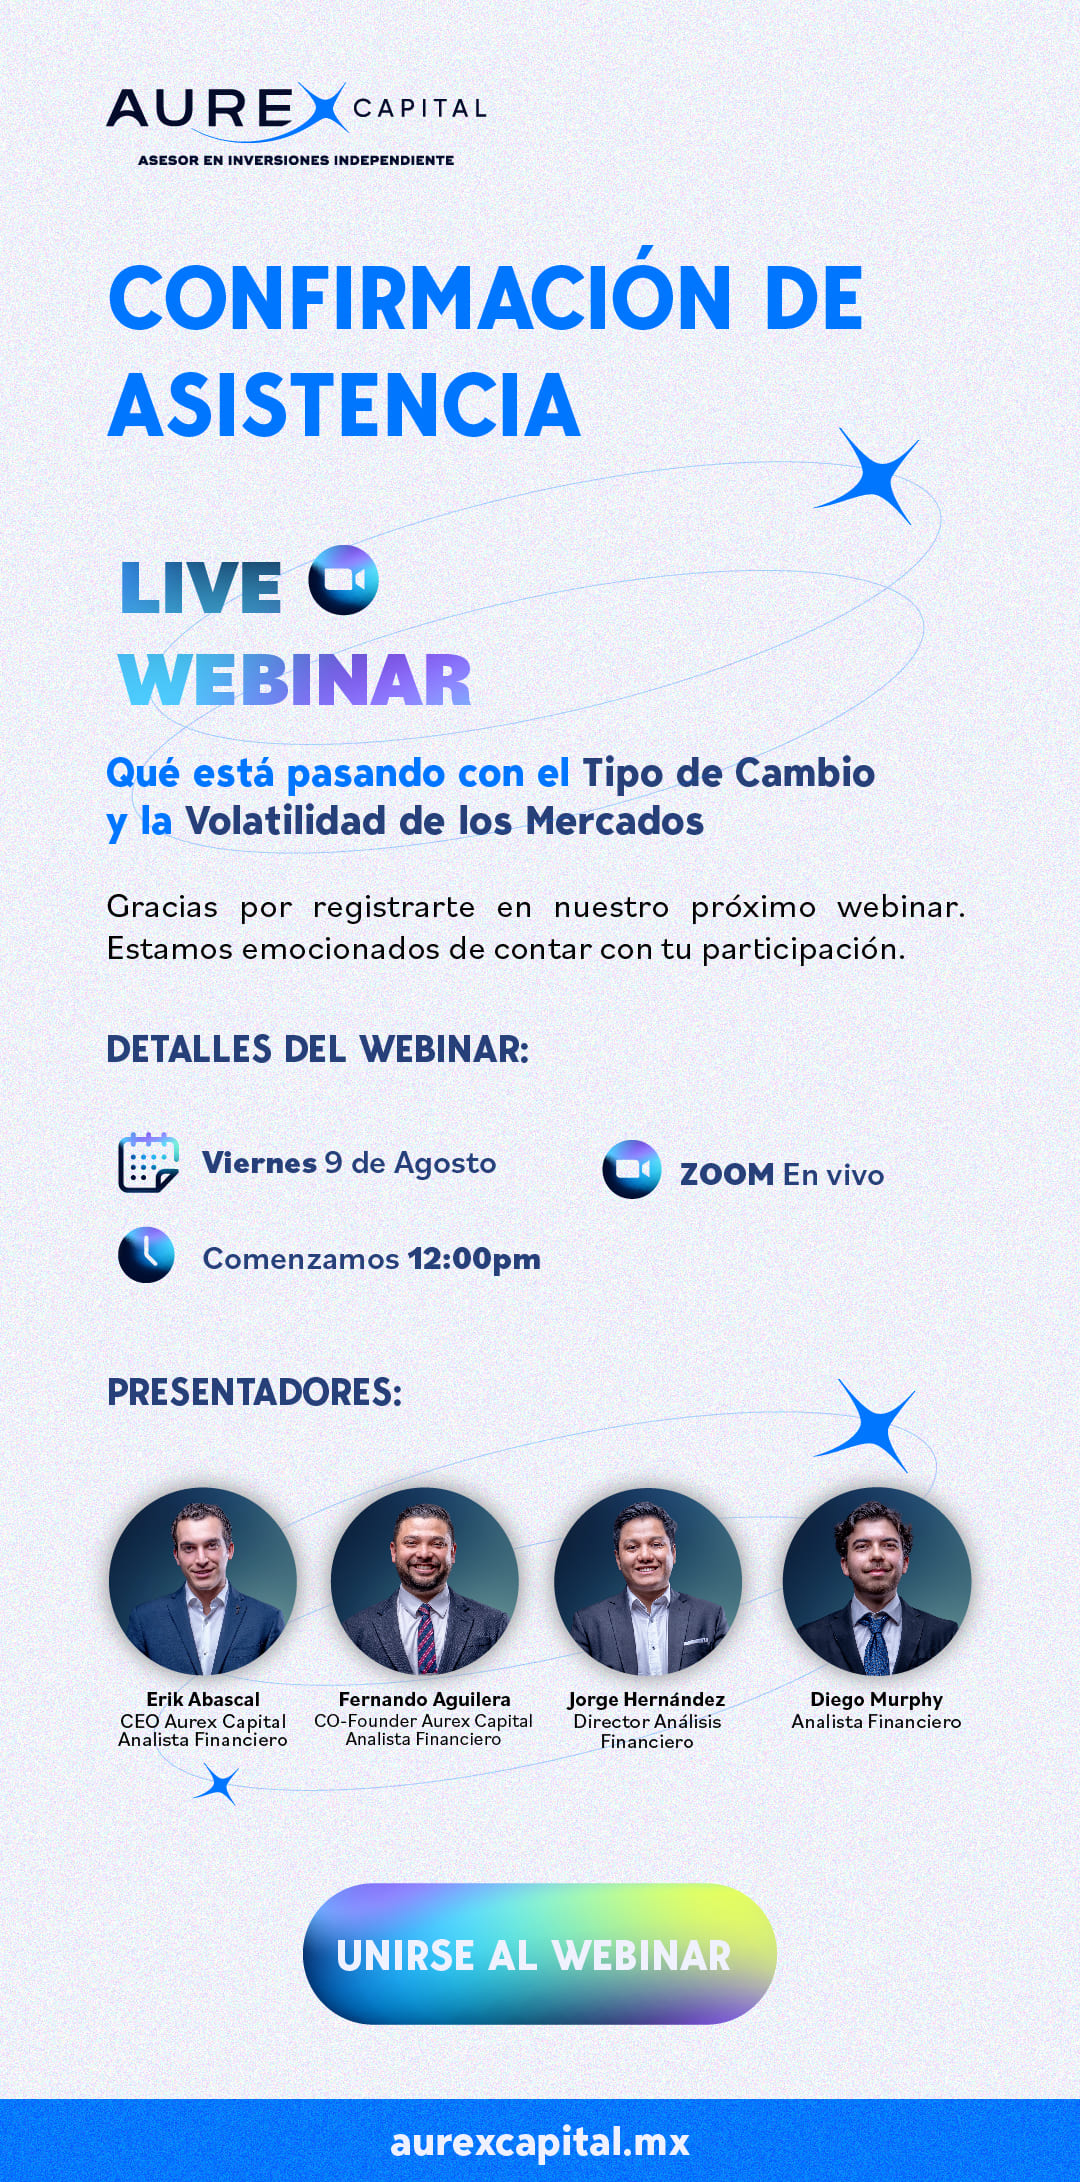 AUREX CAPITAL
ASESOR EN INVERSIONES INDEPENDIENTE
CONFIRMACIÓN DE
ASISTENCIA
LIVE
WEBINAR
Qué está pasando con el Tipo de Cambio
y la Volatilidad de los Mercados
Gracias por registrarte en nuestro próximo webinar.
Estamos emocionados de contar con tu participación.
DETALLES DEL WEBINAR:
Viernes 9 de Agosto
ZOOM En vivo
Comenzamos 12:00pm
PRESENTADORES:
Erik Abascal
CEO Aurex Capital
Analista Financiero
Fernando Aguilera
CO-Founder Aurex Capital
Analista Financiero
Jorge Hernández
Director Análisis
Financiero
Diego Murphy
Analista Financiero
UNIRSE AL WEBINAR
aurexcapital.mx